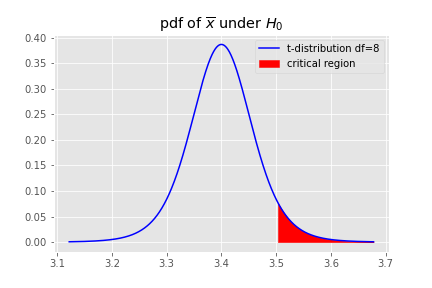 pdf of x̅ under H₀
t-distribution df=8
critical region
0.40
0.35
0.30
0.25
0.20
0.15
0.10
0.05
0.00
3.1 3.2 3.3 3.4 3.5 3.6 3.7